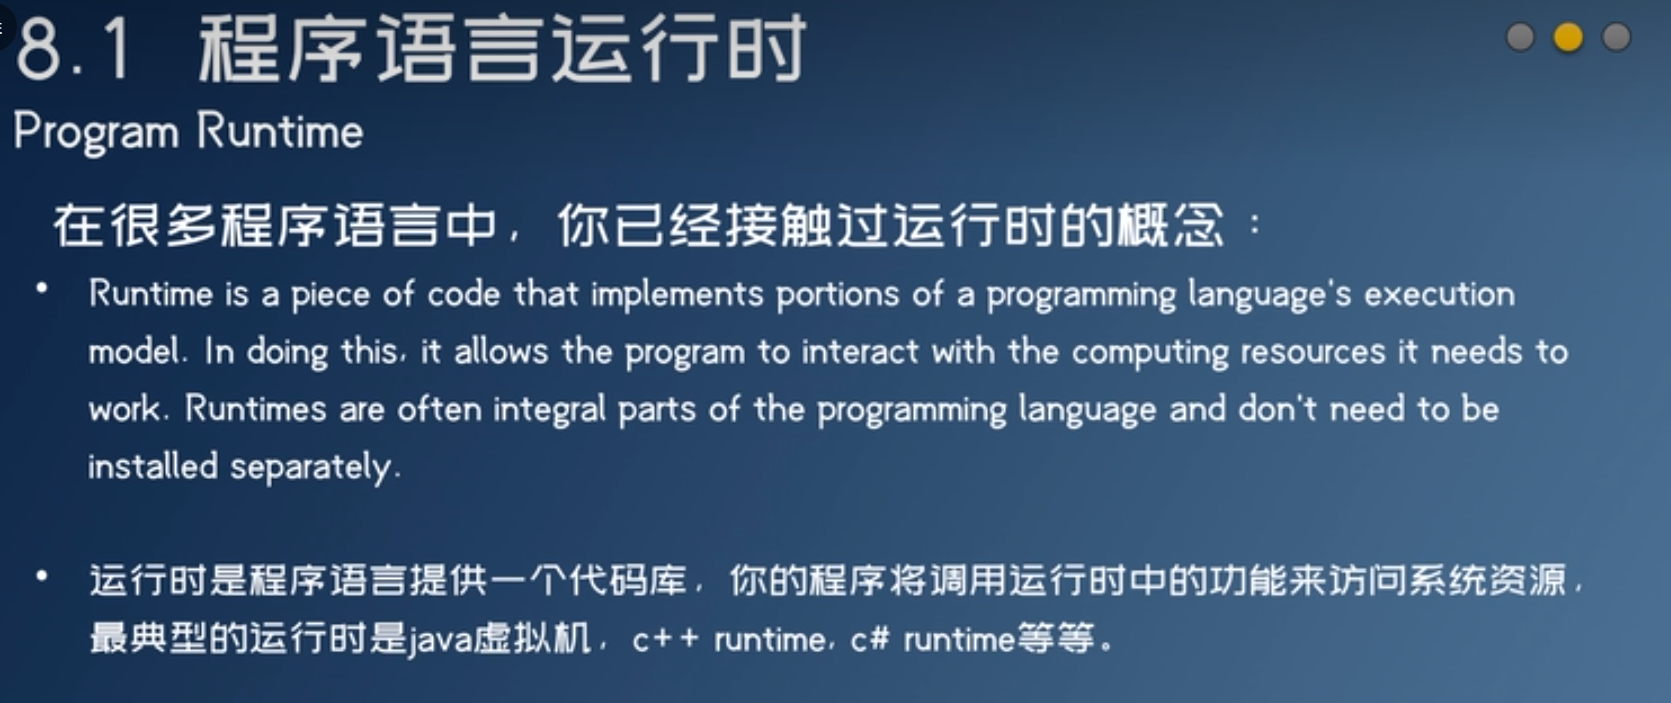 8.1 程序语言运行时
Program Runtime
在很多程序语言中，你已经接触过运行时的概念：
• Runtime is a piece of code that implements portions of a programming language's execution
model. In doing this, it allows the program to interact with the computing resources it needs to
work. Runtimes are often integral parts of the programming language and don't need to be
installed separately.
• 运行时是程序语言提供一个代码库，你的程序将调用运行时中的功能来访问系统资源，
最典型的运行时是java虚拟机，c++ runtime, c# runtime等等。